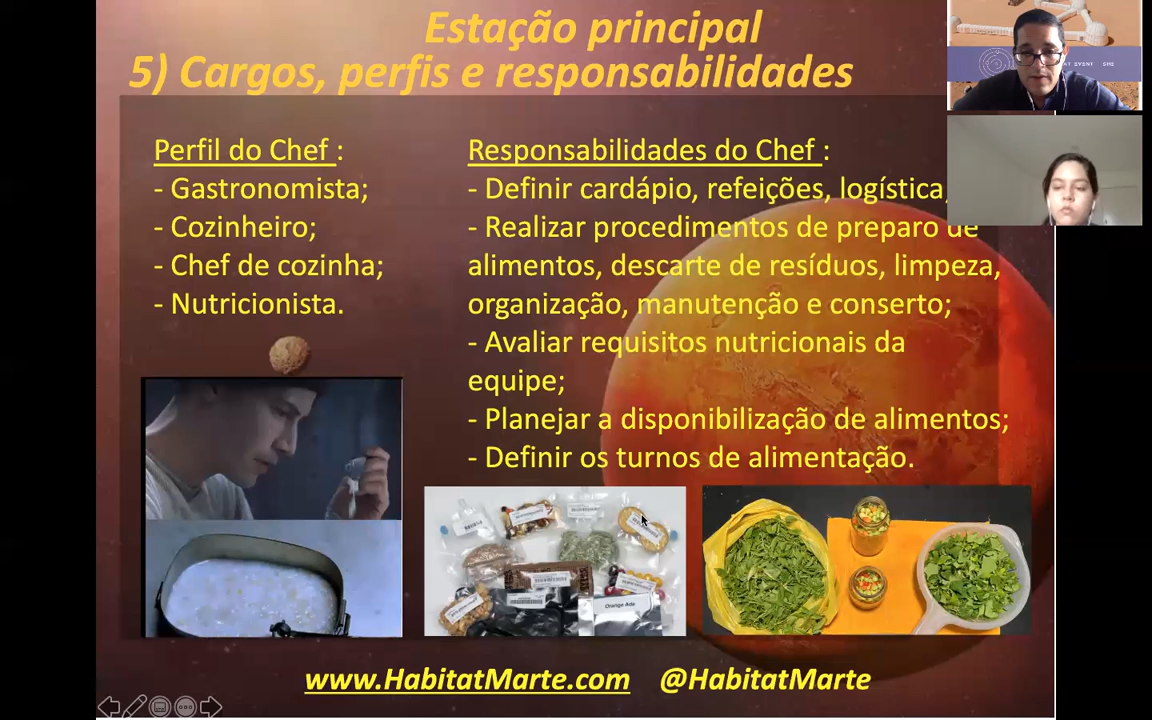 Estação principal
5) Cargos, perfis e responsabilidades
Perfil do Chef :
- Gastronomista;
- Cozinheiro;
- Chef de cozinha;
- Nutricionista.
Responsabilidades do Chef :
- Definir cardápio, refeições, logística,
- Realizar procedimentos de preparo de
alimentos, descarte de resíduos, limpeza,
organização, manutenção e conserto;
- Avaliar requisitos nutricionais da
equipe;
- Planejar a disponibilização de alimentos;
- Definir os turnos de alimentação.
Orange Ade
www.HabitatMarte.com @HabitatMarte